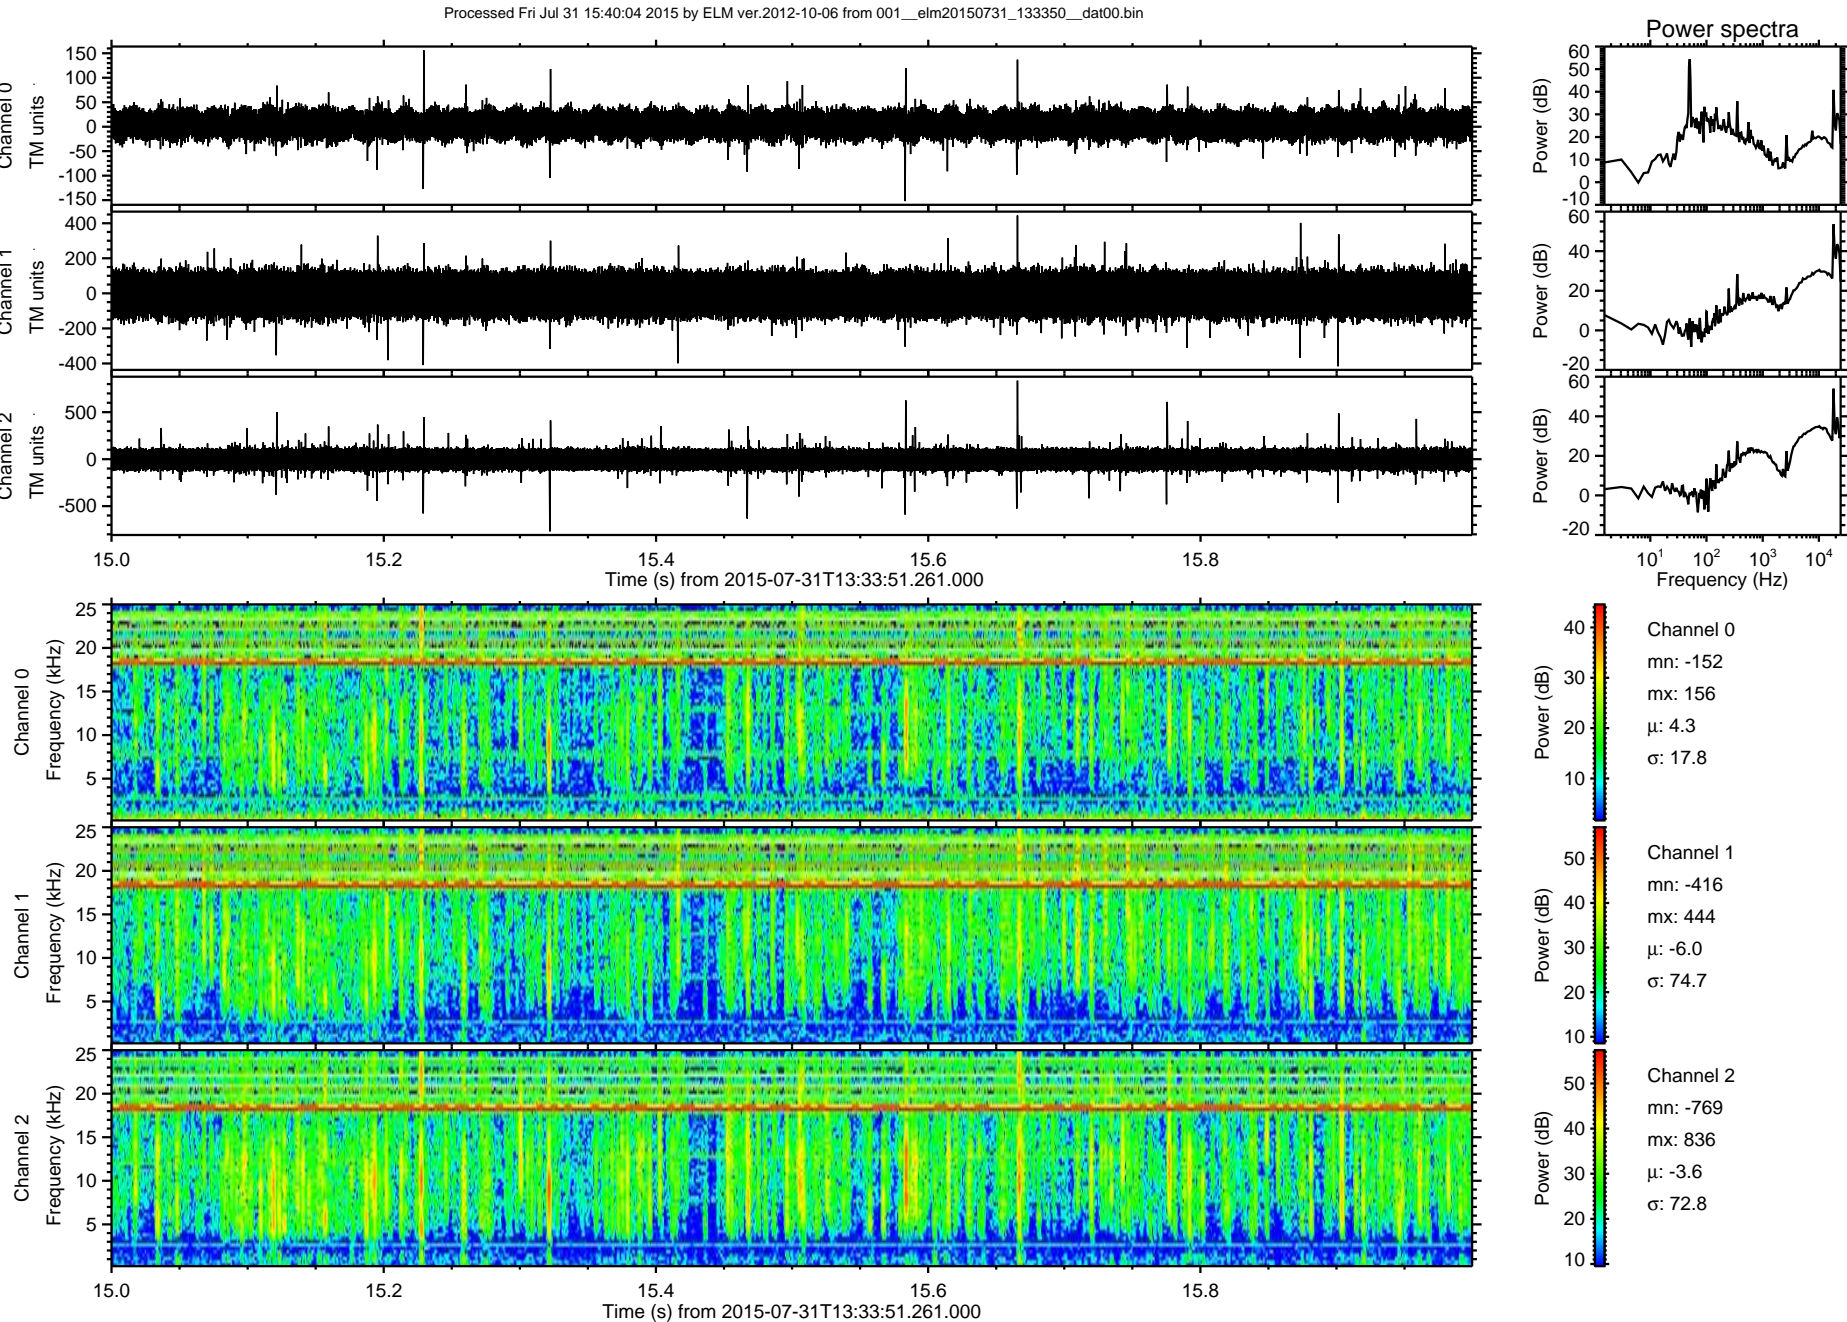 Processed Fri Jul 31 15:40:04 2015 by ELM ver.2012-10-06 from 001__elm20150731_133350__dat00.bin
Power spectra
Channel 0
TM units
150
100
50
0
-50
-100
-150
Power (dB)
60
50
40
30
20
10
0
-10
Channel 1
TM units
400
200
0
-200
-400
Power (dB)
60
40
20
0
-20
Channel 2
TM units
500
0
-500
Power (dB)
60
40
20
0
-20
15.0 15.2 15.4 15.6 15.8
Time (s) from 2015-07-31T13:33:51.261.000
10^1 10^2 10^3 10^4
Frequency (Hz)
Channel 0
Frequency (kHz)
25
20
15
10
5
Power (dB)
40
30
20
10
Channel 0
mn: -152
mx: 156
μ: 4.3
σ: 17.8
Channel 1
Frequency (kHz)
25
20
15
10
5
Power (dB)
50
40
30
20
10
Channel 1
mn: -416
mx: 444
μ: -6.0
σ: 74.7
Channel 2
Frequency (kHz)
25
20
15
10
5
Power (dB)
50
40
30
20
10
Channel 2
mn: -769
mx: 836
μ: -3.6
σ: 72.8
15.0 15.2 15.4 15.6 15.8
Time (s) from 2015-07-31T13:33:51.261.000